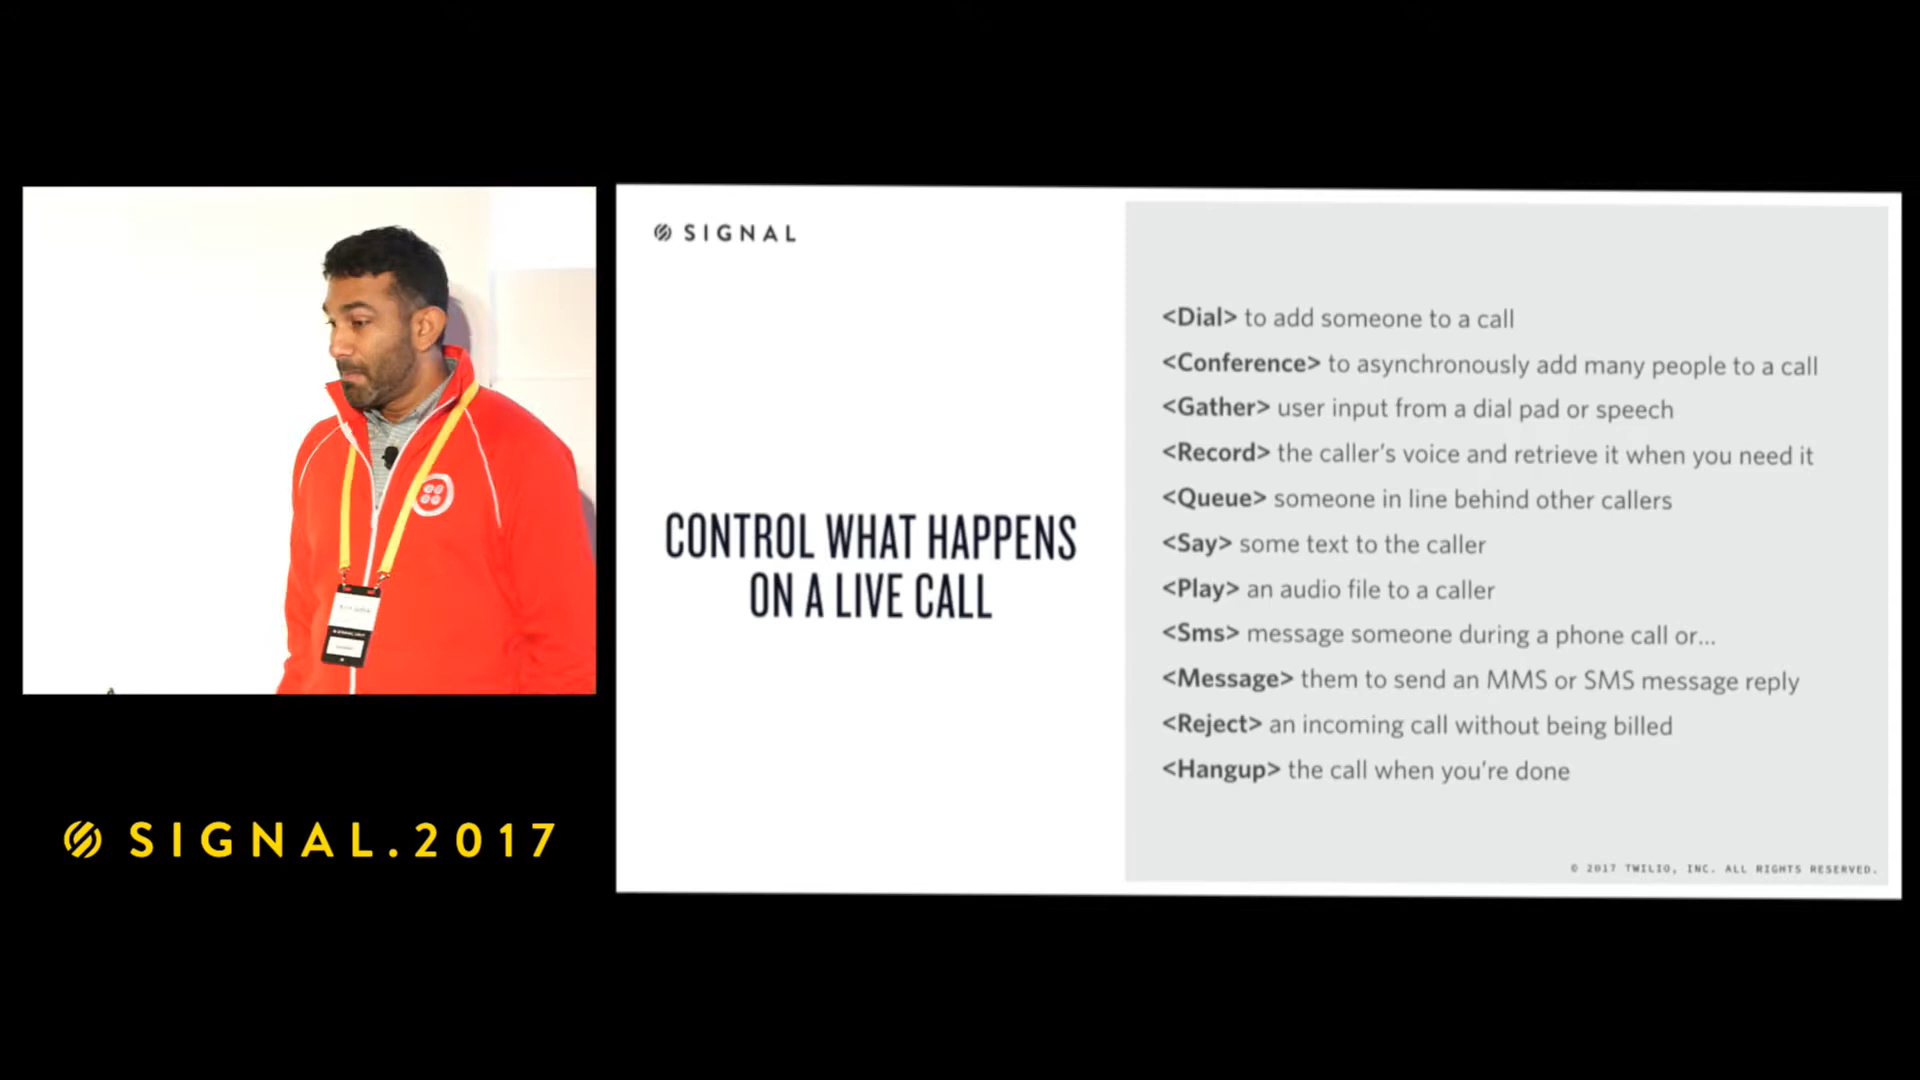 SIGNAL
CONTROL WHAT HAPPENS
ON A LIVE CALL
<Dial> to add someone to a call
<Conference> to asynchronously add many people to a call
<Gather> user input from a dial pad or speech
<Record> the caller's voice and retrieve it when you need it
<Queue> someone in line behind other callers
<Say> some text to the caller
<Play> an audio file to a caller
<Sms> message someone during a phone call or...
<Message> them to send an MMS or SMS message reply
<Reject> an incoming call without being billed
<Hangup> the call when you're done
© 2017 TWILIO, INC. ALL RIGHTS RESERVED.
SIGNAL.2017